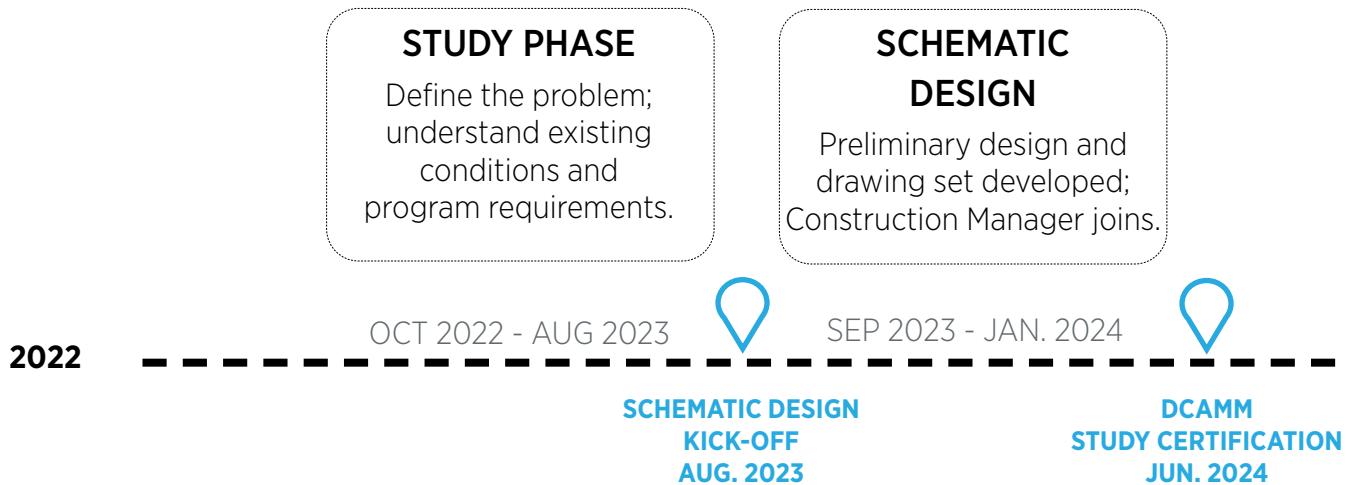 STUDY PHASE
Define the problem;
understand existing
conditions and
program requirements.
SCHEMATIC
DESIGN
Preliminary design and
drawing set developed;
Construction Manager joins.
OCT 2022 - AUG 2023
SEP 2023 - JAN. 2024
2022
SCHEMATIC DESIGN
KICK-OFF
AUG. 2023
DCAMM
STUDY CERTIFICATION
JUN. 2024